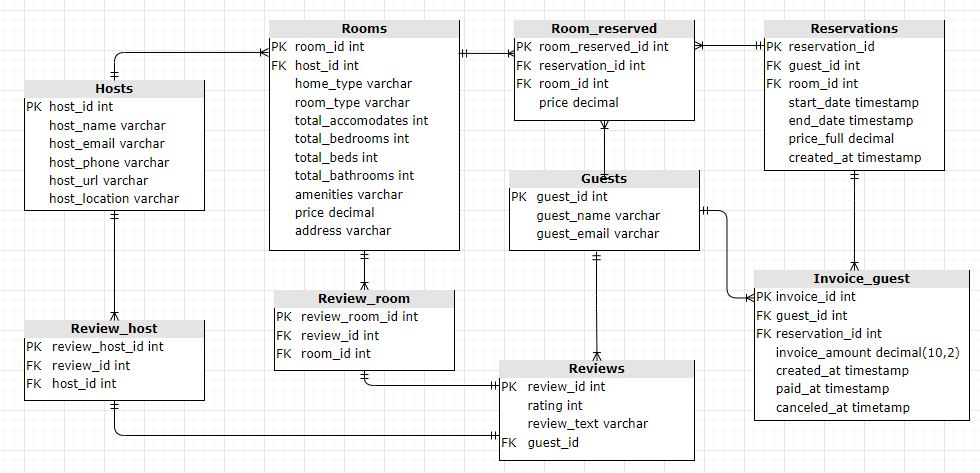 Hosts
PK host_id int
host_name varchar
host_email varchar
host_phone varchar
host_url varchar
host_location varchar
Rooms
PK room_id int
FK host_id int
home_type varchar
room_type varchar
total_accomodates int
total_bedrooms int
total_beds int
total_bathrooms int
amenities varchar
price decimal
address varchar
Room_reserved
PK room_reserved_id int
FK reservation_id int
FK room_id int
price decimal
Reservations
PK reservation_id
FK guest_id int
FK room_id int
start_date timestamp
end_date timestamp
price_full decimal
created_at timestamp
Guests
PK guest_id int
guest_name varchar
guest_email varchar
Invoice_guest
PK invoice_id int
FK guest_id int
FK reservation_id int
invoice_amount decimal(10,2)
created_at timestamp
paid_at timestamp
canceled_at timetamp
Review_host
PK review_host_id int
FK review_id int
FK host_id int
Review_room
PK review_room_id int
FK review_id int
FK room_id int
Reviews
PK review_id int
rating int
review_text varchar
FK guest_id